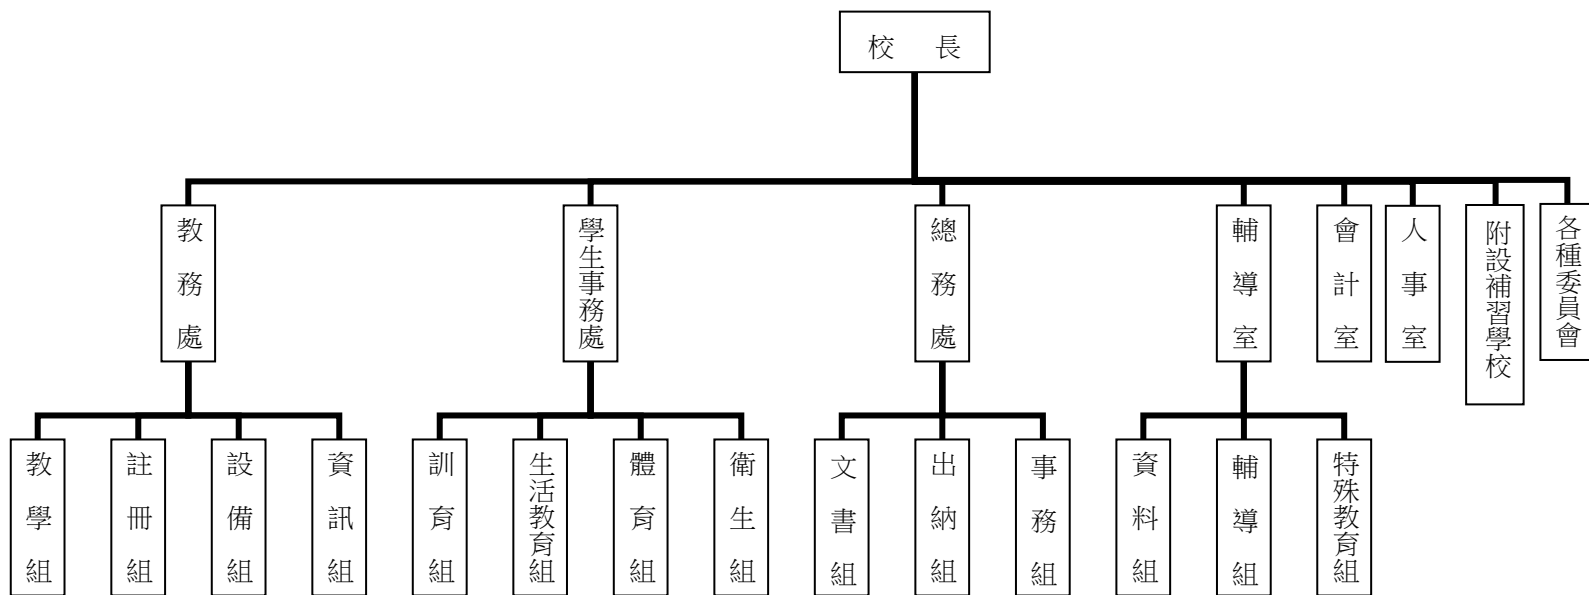 校長
教務處
學生事務處
總務處
輔導室
會計室
人事室
附設補習學校
各種委員會
教學組
註冊組
設備組
資訊組
訓育組
生活教育組
體育組
衛生組
文書組
出納組
事務組
資料組
輔導組
特殊教育組